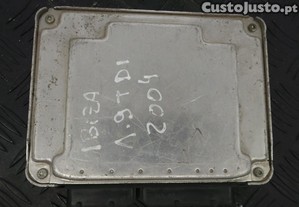 CustoJusto.pt
IBIZA
1.9 TDI
2004